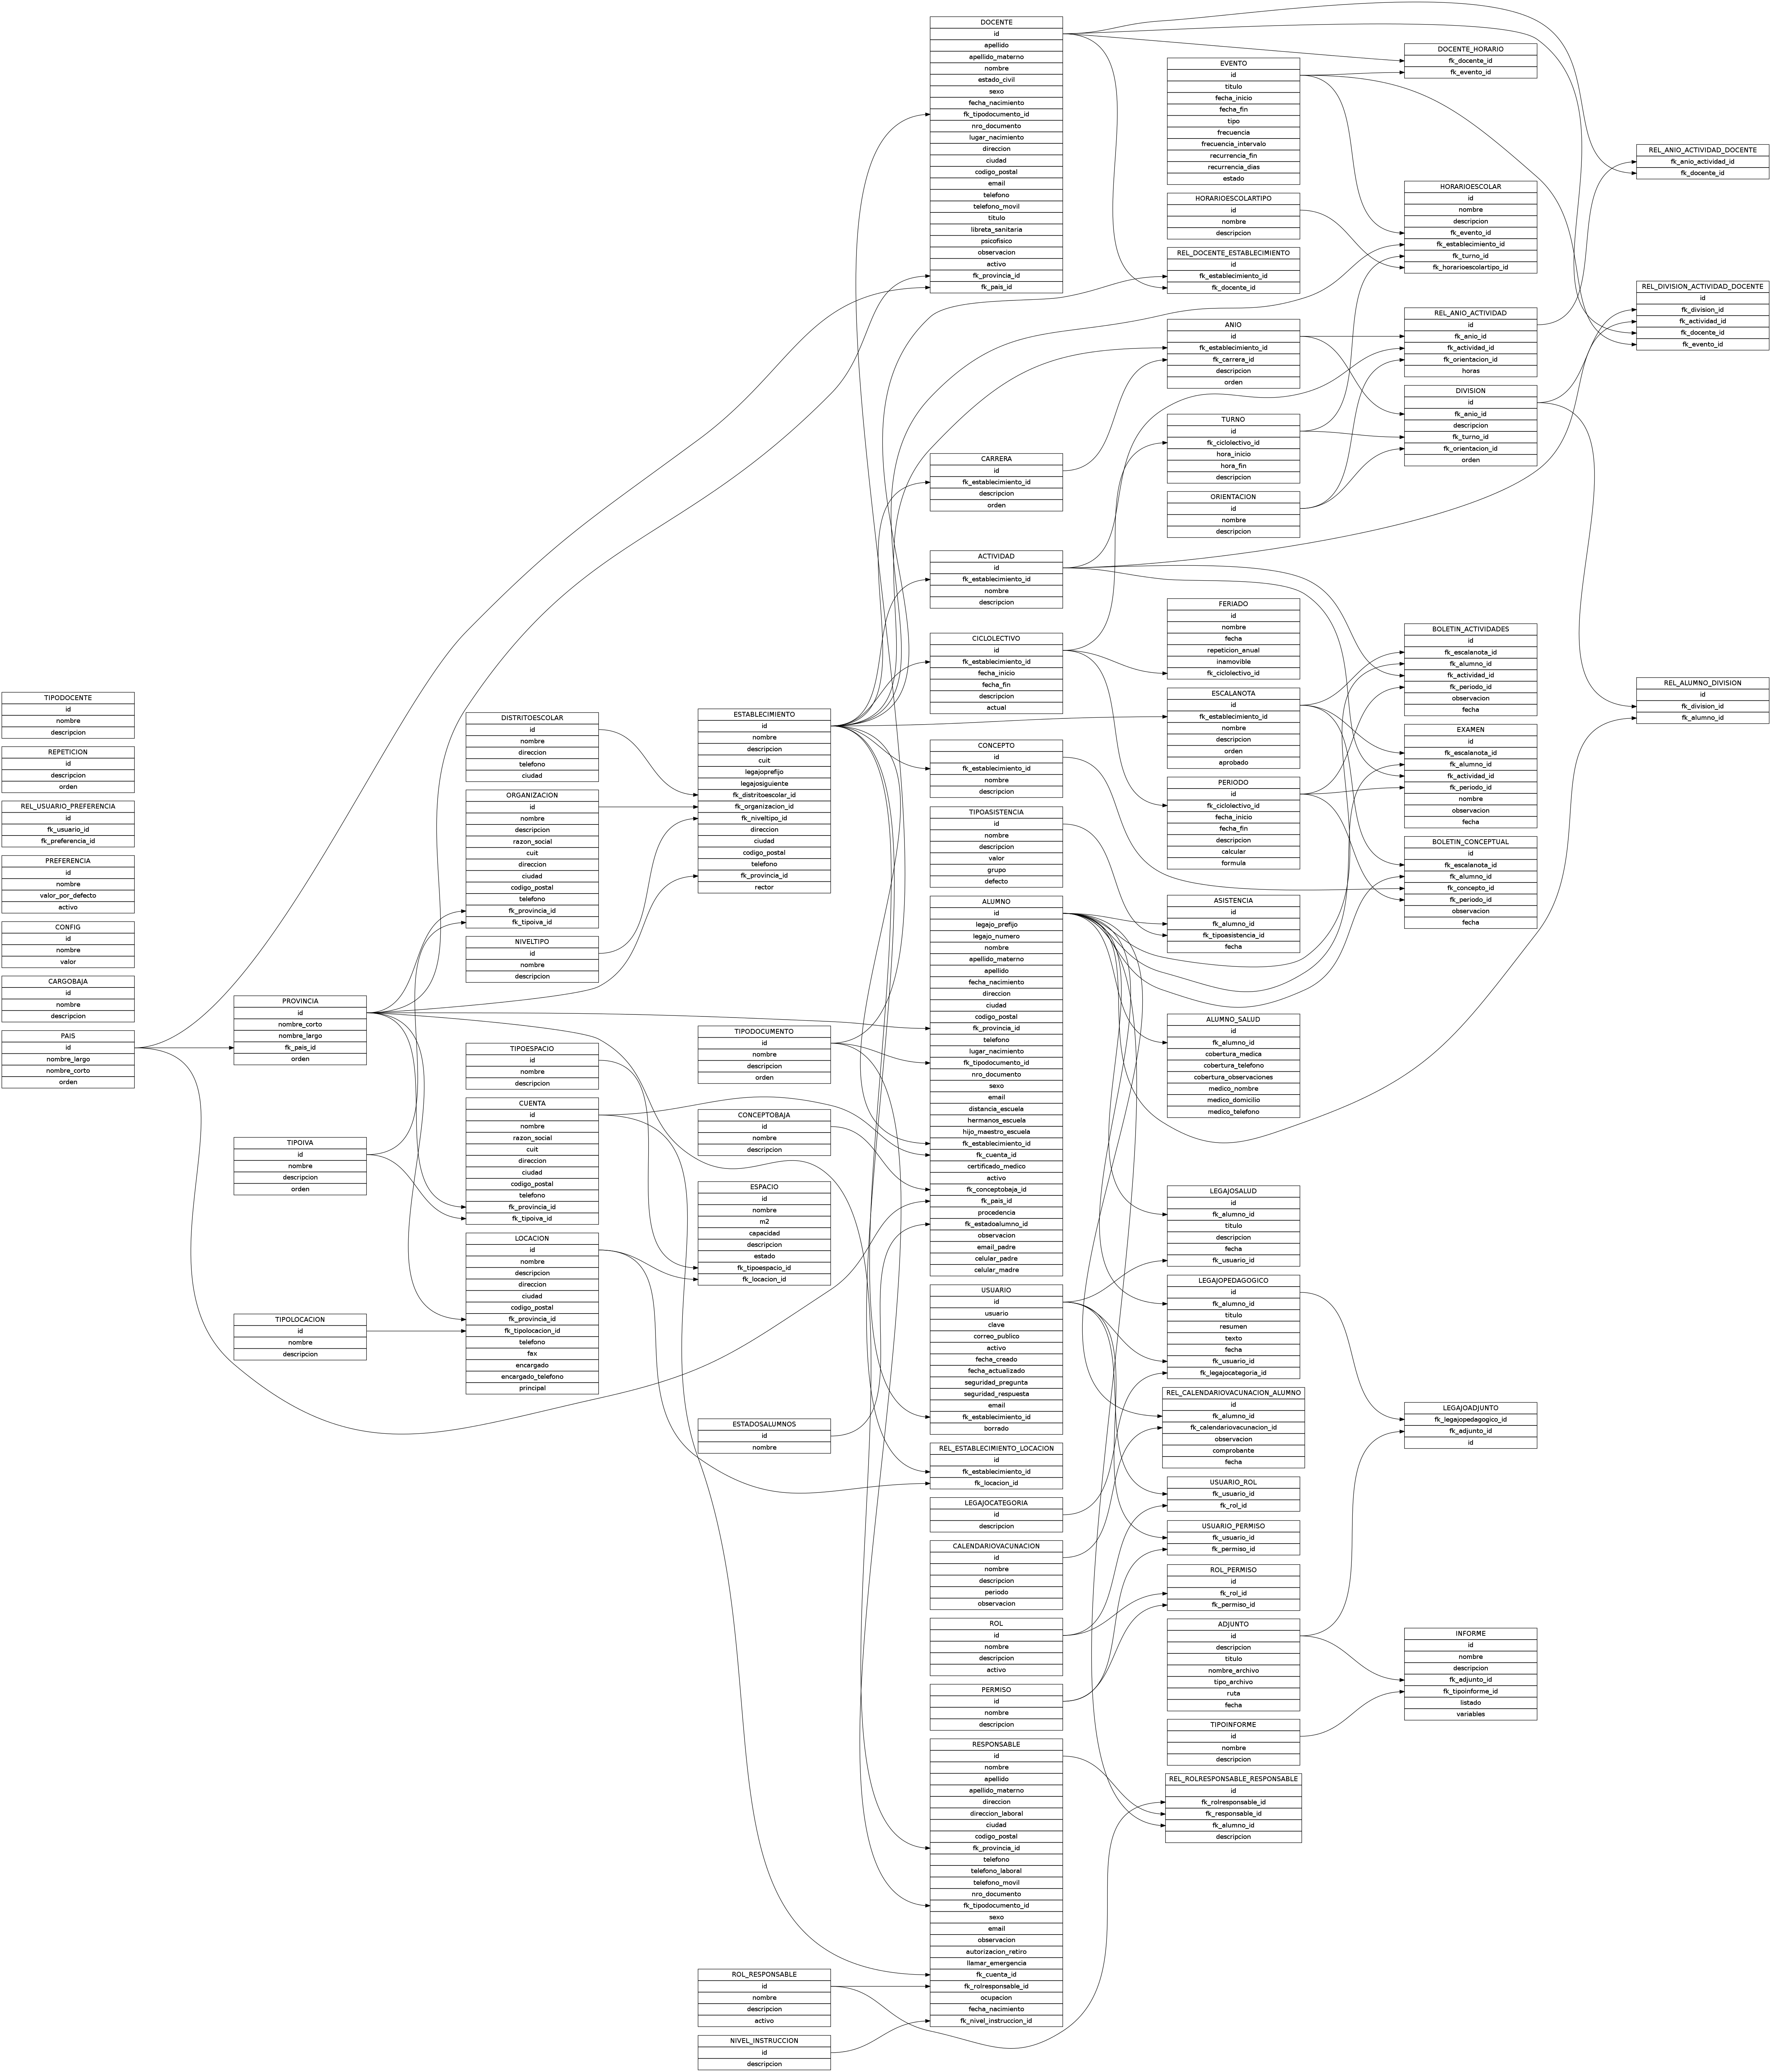 TIPODOCENTE
id
nombre
descripcion
REPETICION
id
descripcion
orden
REL_USUARIO_PREFERENCIA
id
fk_usuario_id
fk_preferencia_id
PREFERENCIA
id
nombre
valor_por_defecto
activo
CONFIG
id
nombre
valor
CARGOBAJA
id
nombre
descripcion
PAIS
id
nombre_largo
nombre_corto
orden
PROVINCIA
id
nombre_corto
nombre_largo
fk_pais_id
orden
TIPOIVA
id
nombre
descripcion
orden
TIPOLOCACION
id
nombre
descripcion
DISTRITOESCOLAR
id
nombre
direccion
telefono
ciudad
ORGANIZACION
id
nombre
descripcion
razon_social
cuit
direccion
ciudad
codigo_postal
telefono
fk_provincia_id
fk_tipoiva_id
NIVELTIPO
id
nombre
descripcion
TIPOESPACIO
id
nombre
descripcion
CUENTA
id
nombre
razon_social
cuit
direccion
ciudad
codigo_postal
telefono
fk_provincia_id
fk_tipoiva_id
LOCACION
id
nombre
descripcion
direccion
ciudad
codigo_postal
fk_provincia_id
fk_tipolocacion_id
telefono
fax
encargado
encargado_telefono
principal
ESTABLECIMIENTO
id
nombre
descripcion
cuit
legajoprefijo
legajosiguiente
fk_distritoescolar_id
fk_organizacion_id
fk_niveltipo_id
direccion
ciudad
codigo_postal
telefono
fk_provincia_id
rector
TIPODOCUMENTO
id
nombre
descripcion
orden
CONCEPTOBAJA
id
nombre
descripcion
ESPACIO
id
nombre
m2
capacidad
descripcion
estado
fk_tipoespacio_id
fk_locacion_id
ESTADOSALUMNOS
id
nombre
ROL_RESPONSABLE
id
nombre
descripcion
activo
NIVEL_INSTRUCCION
id
descripcion
DOCENTE
id
apellido
apellido_materno
nombre
estado_civil
sexo
fecha_nacimiento
fk_tipodocumento_id
nro_documento
lugar_nacimiento
direccion
ciudad
codigo_postal
email
telefono
telefono_movil
titulo
libreta_sanitaria
psicofisico
observacion
activo
fk_provincia_id
fk_pais_id
CARRERA
id
fk_establecimiento_id
descripcion
orden
ACTIVIDAD
id
fk_establecimiento_id
nombre
descripcion
CICLOLECTIVO
id
fk_establecimiento_id
fecha_inicio
fecha_fin
descripcion
actual
CONCEPTO
id
fk_establecimiento_id
nombre
descripcion
TIPOASISTENCIA
id
nombre
descripcion
valor
grupo
defecto
ALUMNO
id
legajo_prefijo
legajo_numero
nombre
apellido_materno
apellido
fecha_nacimiento
direccion
ciudad
codigo_postal
fk_provincia_id
telefono
lugar_nacimiento
fk_tipodocumento_id
nro_documento
sexo
email
distancia_escuela
hermanos_escuela
hijo_maestro_escuela
fk_establecimiento_id
fk_cuenta_id
certificado_medico
activo
fk_conceptobaja_id
fk_pais_id
procedencia
fk_estadoalumno_id
observacion
email_padre
celular_padre
celular_madre
USUARIO
id
usuario
clave
correo_publico
activo
fecha_creado
fecha_actualizado
seguridad_pregunta
seguridad_respuesta
email
fk_establecimiento_id
borrado
REL_ESTABLECIMIENTO_LOCACION
id
fk_establecimiento_id
fk_locacion_id
LEGAJOCATEGORIA
id
descripcion
CALENDARIOVACUNACION
id
nombre
descripcion
periodo
observacion
ROL
id
nombre
descripcion
activo
PERMISO
id
nombre
descripcion
RESPONSABLE
id
nombre
apellido
apellido_materno
direccion
direccion_laboral
ciudad
codigo_postal
fk_provincia_id
telefono
telefono_laboral
telefono_movil
nro_documento
fk_tipodocumento_id
sexo
email
observacion
autorizacion_retiro
llamar_emergencia
fk_cuenta_id
fk_rolresponsable_id
ocupacion
fecha_nacimiento
fk_nivel_instruccion_id
EVENTO
id
titulo
fecha_inicio
fecha_fin
tipo
frecuencia
frecuencia_intervalo
recurrencia_fin
recurrencia_dias
estado
HORARIOESCOLARTIPO
id
nombre
descripcion
REL_DOCENTE_ESTABLECIMIENTO
id
fk_establecimiento_id
fk_docente_id
ANIO
id
fk_establecimiento_id
fk_carrera_id
descripcion
orden
TURNO
id
fk_ciclolectivo_id
hora_inicio
hora_fin
descripcion
ORIENTACION
id
nombre
descripcion
FERIADO
id
nombre
fecha
repeticion_anual
inamovible
fk_ciclolectivo_id
ESCALANOTA
id
fk_establecimiento_id
nombre
descripcion
orden
aprobado
PERIODO
id
fk_ciclolectivo_id
fecha_inicio
fecha_fin
descripcion
calcular
formula
ASISTENCIA
id
fk_alumno_id
fk_tipoasistencia_id
fecha
ALUMNO_SALUD
id
fk_alumno_id
cobertura_medica
cobertura_telefono
cobertura_observaciones
medico_nombre
medico_domicilio
medico_telefono
LEGAJOSALUD
id
fk_alumno_id
titulo
descripcion
fecha
fk_usuario_id
LEGAJOPEDAGOGICO
id
fk_alumno_id
titulo
resumen
texto
fecha
fk_usuario_id
fk_legajocategoria_id
REL_CALENDARIOVACUNACION_ALUMNO
id
fk_alumno_id
fk_calendariovacunacion_id
observacion
comprobante
fecha
USUARIO_ROL
fk_usuario_id
fk_rol_id
USUARIO_PERMISO
fk_usuario_id
fk_permiso_id
ROL_PERMISO
id
fk_rol_id
fk_permiso_id
ADJUNTO
id
descripcion
titulo
nombre_archivo
tipo_archivo
ruta
fecha
TIPOINFORME
id
nombre
descripcion
REL_ROLRESPONSABLE_RESPONSABLE
id
fk_rolresponsable_id
fk_responsable_id
fk_alumno_id
descripcion
DOCENTE_HORARIO
fk_docente_id
fk_evento_id
HORARIOESCOLAR
id
nombre
descripcion
fk_evento_id
fk_establecimiento_id
fk_turno_id
fk_horarioescolartipo_id
REL_ANIO_ACTIVIDAD
id
fk_anio_id
fk_actividad_id
fk_orientacion_id
horas
DIVISION
id
fk_anio_id
descripcion
fk_turno_id
fk_orientacion_id
orden
BOLETIN_ACTIVIDADES
id
fk_escalanota_id
fk_alumno_id
fk_actividad_id
fk_periodo_id
observacion
fecha
EXAMEN
id
fk_escalanota_id
fk_alumno_id
fk_actividad_id
fk_periodo_id
nombre
observacion
fecha
BOLETIN_CONCEPTUAL
id
fk_escalanota_id
fk_alumno_id
fk_concepto_id
fk_periodo_id
observacion
fecha
LEGAJOADJUNTO
fk_legajopedagogico_id
fk_adjunto_id
id
INFORME
id
nombre
descripcion
fk_adjunto_id
fk_tipoinforme_id
listado
variables
REL_ANIO_ACTIVIDAD_DOCENTE
fk_anio_actividad_id
fk_docente_id
REL_DIVISION_ACTIVIDAD_DOCENTE
id
fk_division_id
fk_actividad_id
fk_docente_id
fk_evento_id
REL_ALUMNO_DIVISION
id
fk_division_id
fk_alumno_id